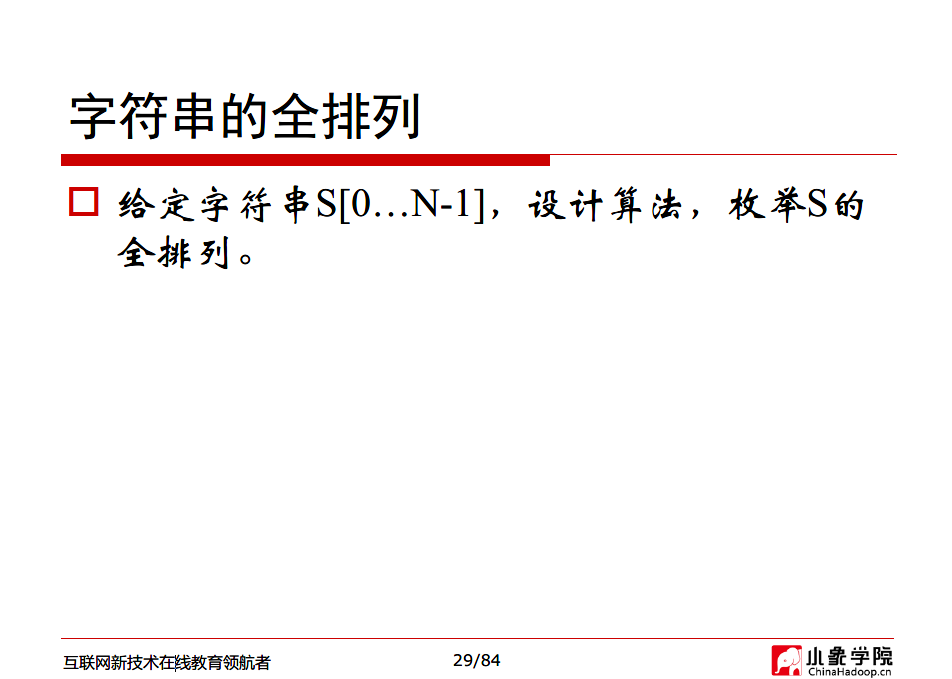 字符串的全排列
给定字符串S[0…N-1]，设计算法，枚举S的
全排列。
互联网新技术在线教育领航者
29/84
小象学院
ChinaHadoop.cn